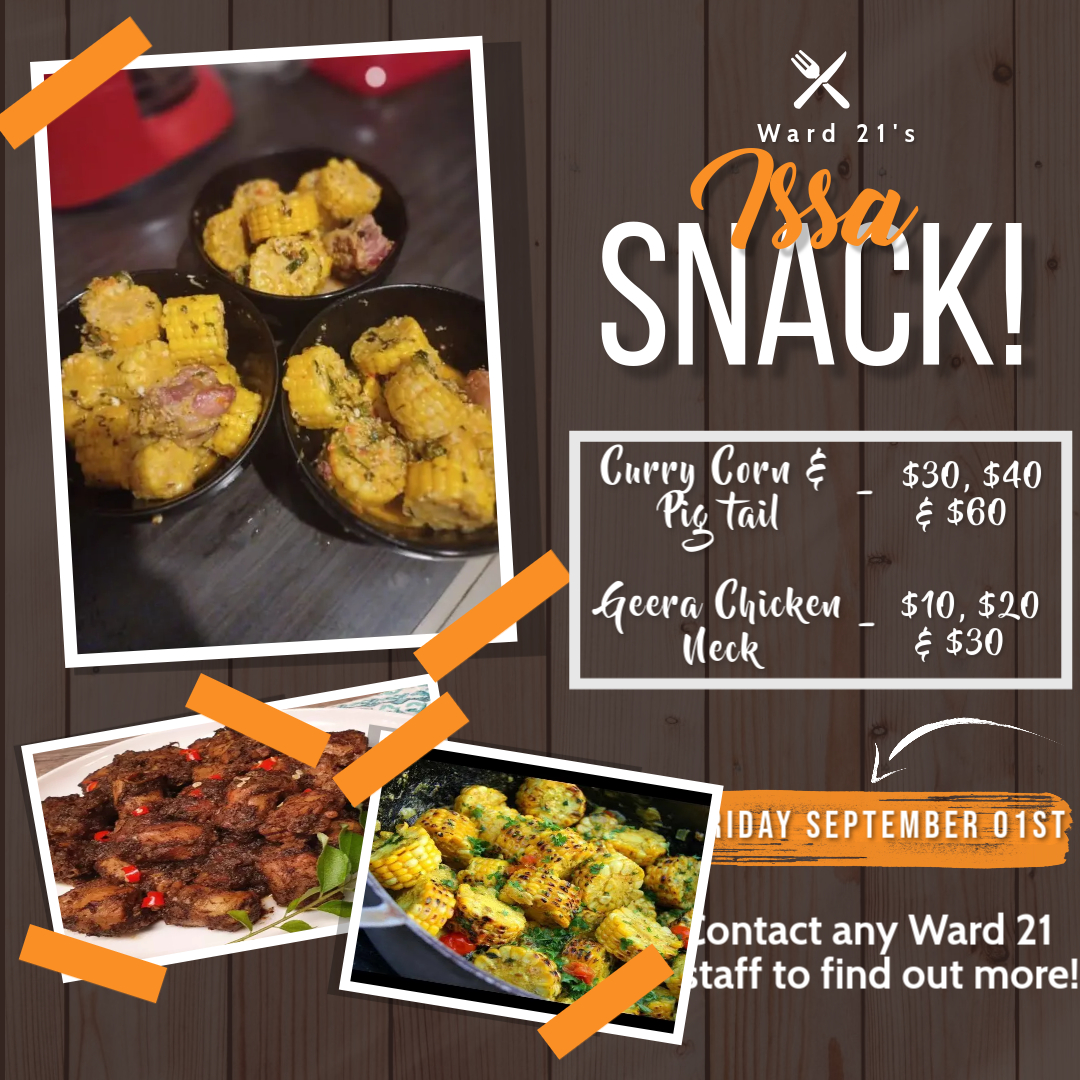 Ward 21's
Issa
SNACK!
Curry Corn & Pig tail - $30, $40 & $60
Geera Chicken Neck - $10, $20 & $30
RIDAY SEPTEMBER 01ST
Contact any Ward 21
staff to find out more!